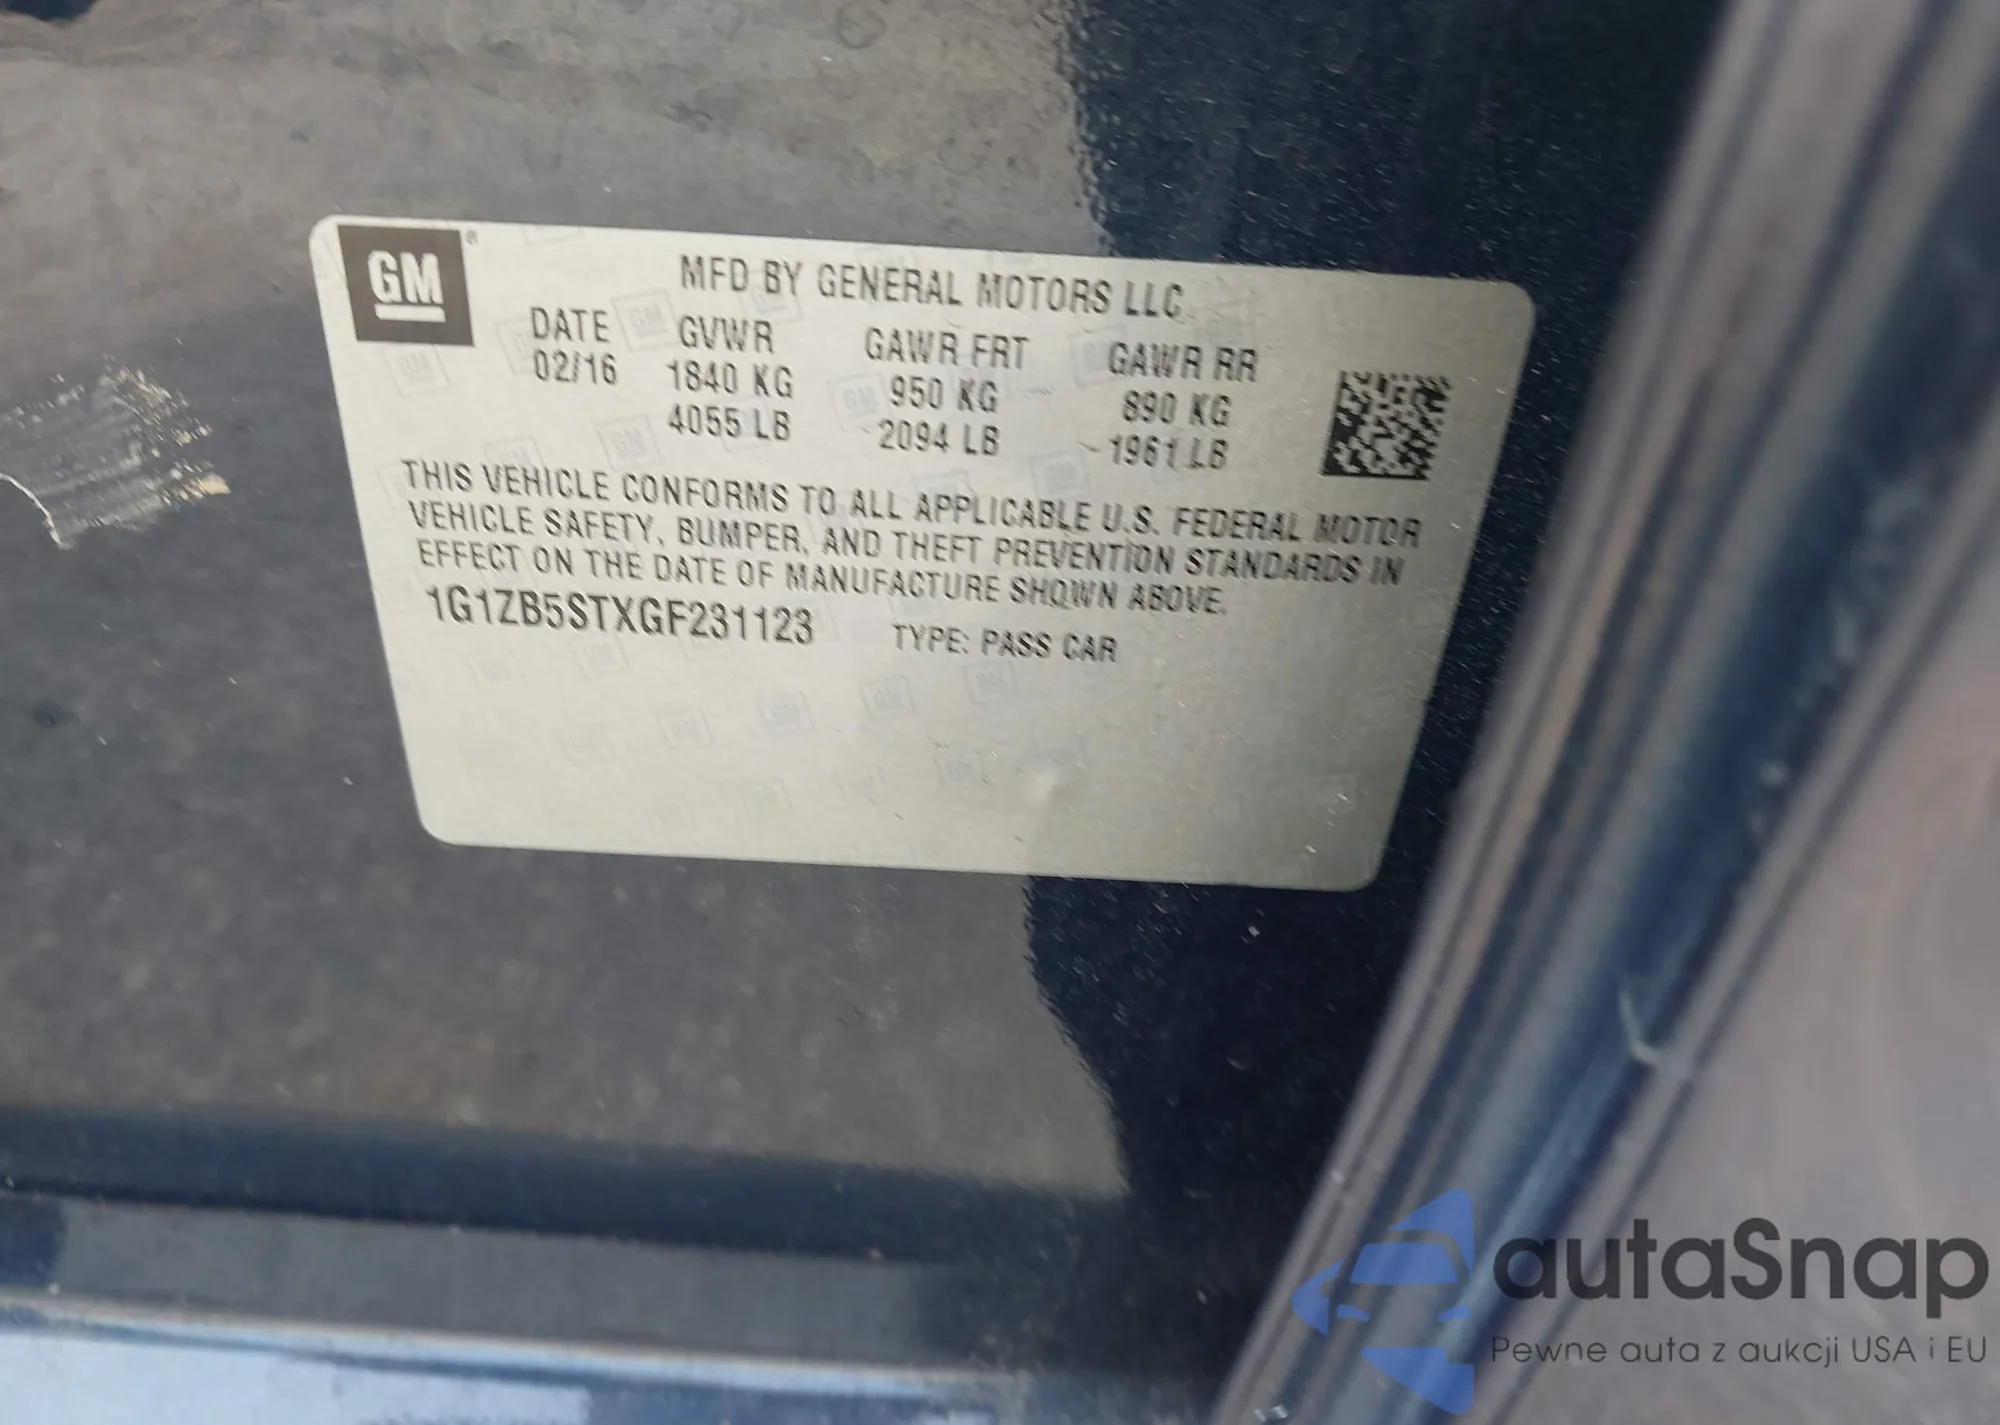 GM
MFD BY GENERAL MOTORS LLC
DATE GVWR GAWR FRT GAWR RR
02/16 1840 KG 950 KG 890 KG
4055 LB 2094 LB 1961 LB
THIS VEHICLE CONFORMS TO ALL APPLICABLE U.S. FEDERAL MOTOR
VEHICLE SAFETY, BUMPER, AND THEFT PREVENTION STANDARDS IN
EFFECT ON THE DATE OF MANUFACTURE SHOWN ABOVE.
1G1ZB5STXGF231123 TYPE: PASS CAR
autaSnap
Pewne auta z aukcji USA i EU